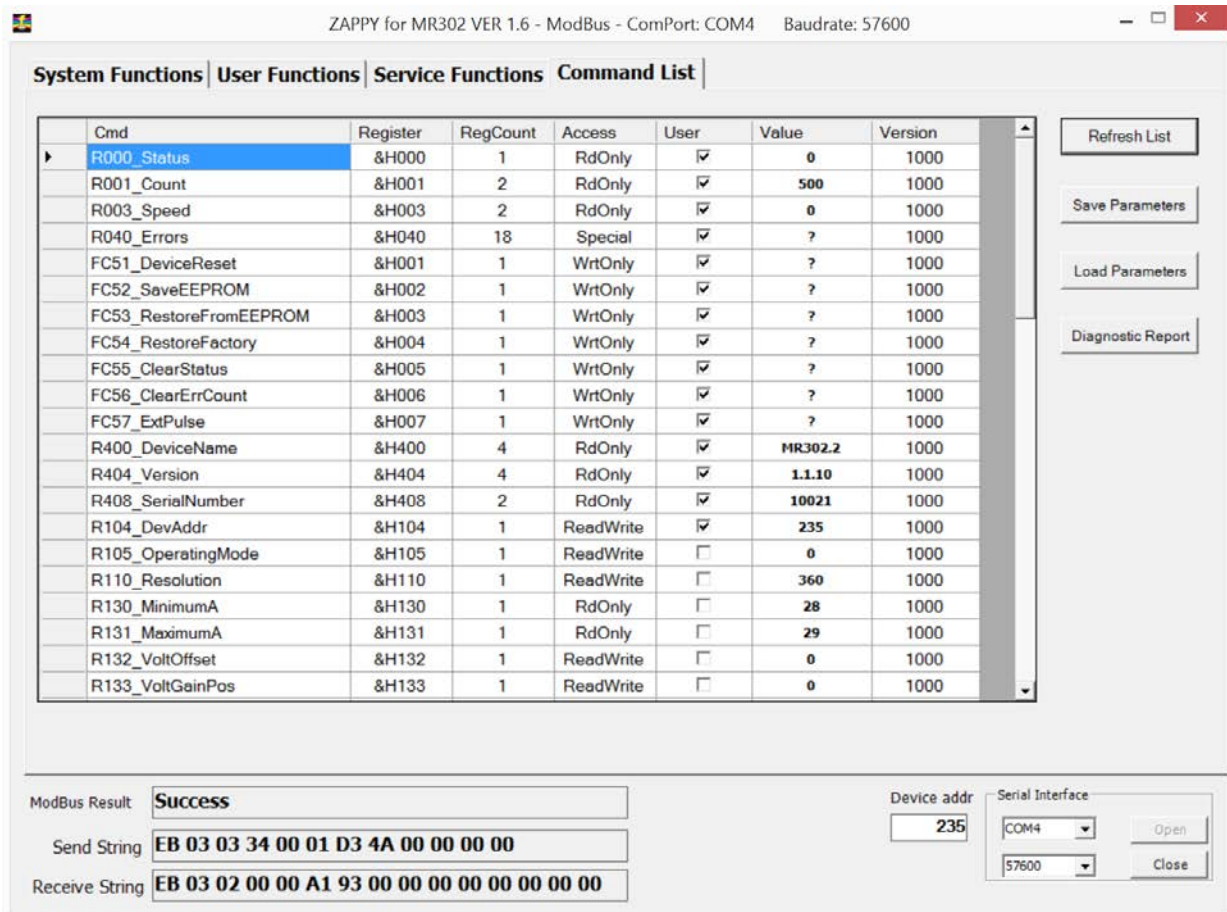 ZAPPY for MR302 VER 1.6 - ModBus - ComPort: COM4 Baudrate: 57600
System Functions User Functions Service Functions Command List
Cmd Register RegCount Access User Value Version
R000_Status &H000 1 RdOnly 0 1000
R001_Count &H001 2 RdOnly 500 1000
R003_Speed &H003 2 RdOnly 0 1000
R040_Errors &H040 18 Special ? 1000
FC51_DeviceReset &H001 1 WrtOnly ? 1000
FC52_SaveEEPROM &H002 1 WrtOnly ? 1000
FC53_RestoreFromEEPROM &H003 1 WrtOnly ? 1000
FC54_RestoreFactory &H004 1 WrtOnly ? 1000
FC55_ClearStatus &H005 1 WrtOnly ? 1000
FC56_ClearErrCount &H006 1 WrtOnly ? 1000
FC57_ExtPulse &H007 1 WrtOnly ? 1000
R400_DeviceName &H400 4 RdOnly MR302.2 1000
R404_Version &H404 4 RdOnly 1.1.10 1000
R408_SerialNumber &H408 2 RdOnly 10021 1000
R104_DevAddr &H104 1 ReadWrite 235 1000
R105_OperatingMode &H105 1 ReadWrite 0 1000
R110_Resolution &H110 1 ReadWrite 360 1000
R130_MinimumA &H130 1 RdOnly 28 1000
R131_MaximumA &H131 1 RdOnly 29 1000
R132_VoltOffset &H132 1 ReadWrite 0 1000
R133_VoltGainPos &H133 1 ReadWrite 0 1000
Refresh List
Save Parameters
Load Parameters
Diagnostic Report
ModBus Result Success
Send String EB 03 03 34 00 01 D3 4A 00 00 00 00
Receive String EB 03 02 00 00 A1 93 00 00 00 00 00 00 00 00
Device addr
235
Serial Interface
COM4 Open
57600 Close